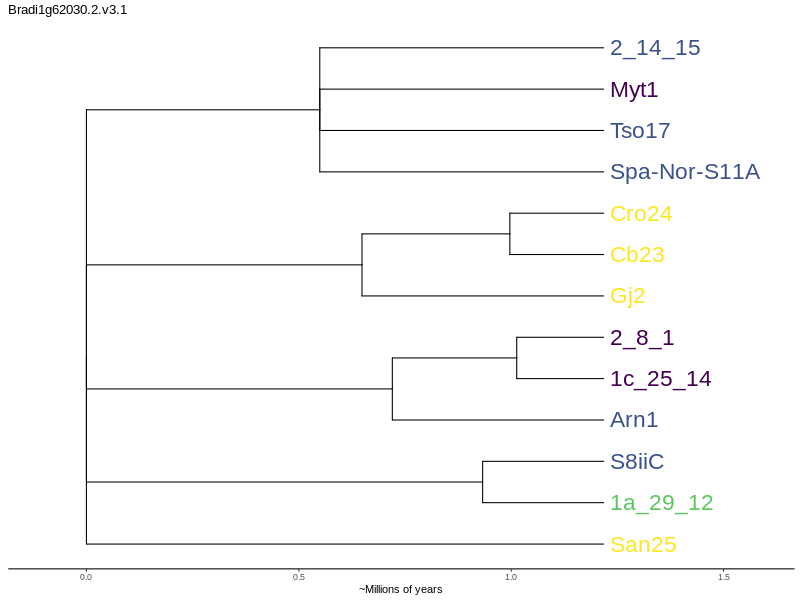 Bradi1g62030.2.v3.1
2_14_15
Myt1
Tso17
Spa-Nor-S11A
Cro24
Cb23
Gj2
2_8_1
1c_25_14
Arn1
S8iiC
1a_29_12
San25
0.0 0.5 1.0 1.5
~Millions of years